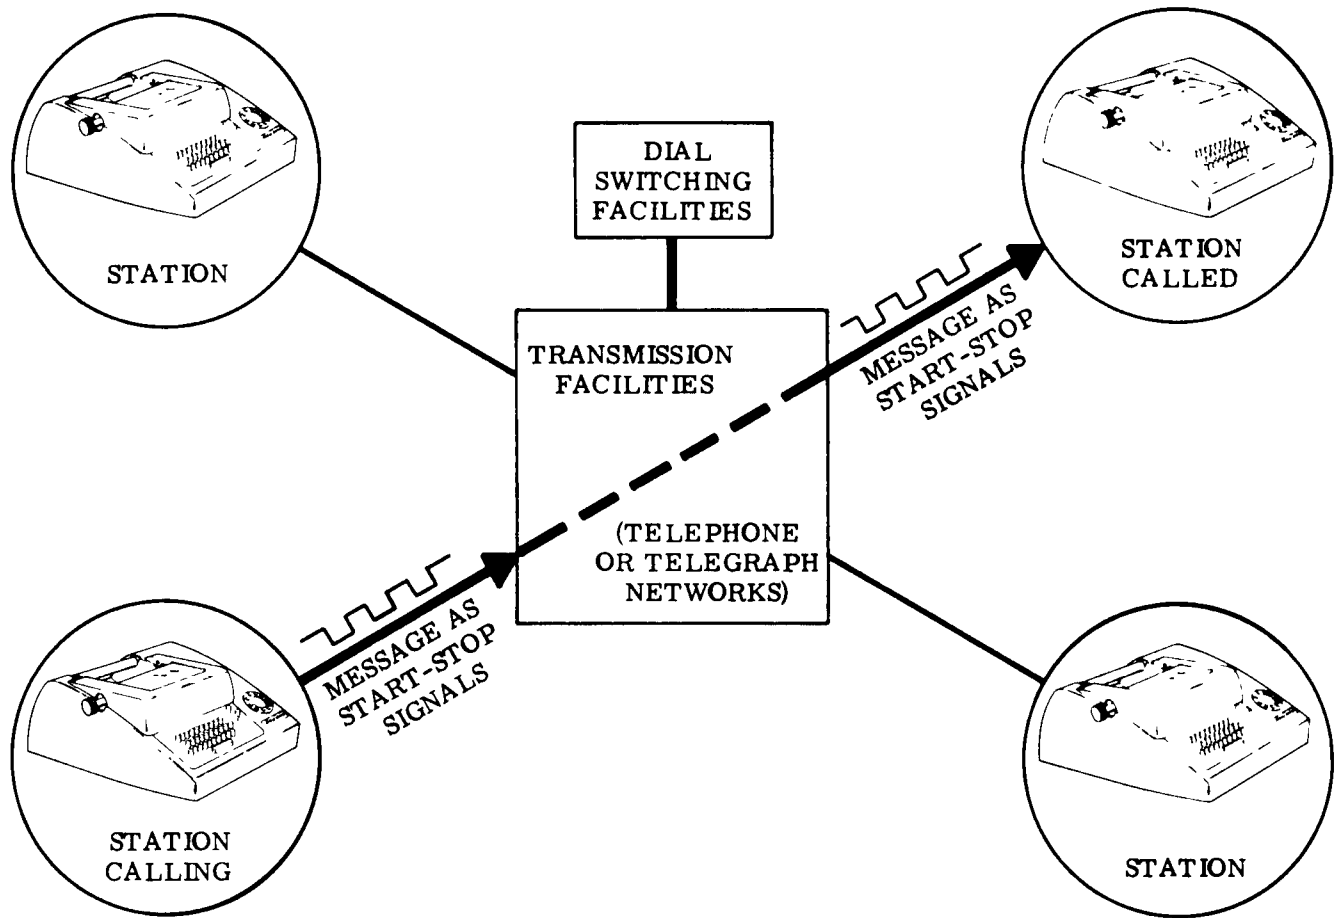 STATION
DIAL
SWITCHING
FACILITIES
STATION
CALLED
TRANSMISSION
FACILITIES
MESSAGE AS
START-STOP
SIGNALS
(TELEPHONE
OR TELEGRAPH
NETWORKS)
MESSAGE AS
START-STOP
SIGNALS
STATION
CALLING
STATION